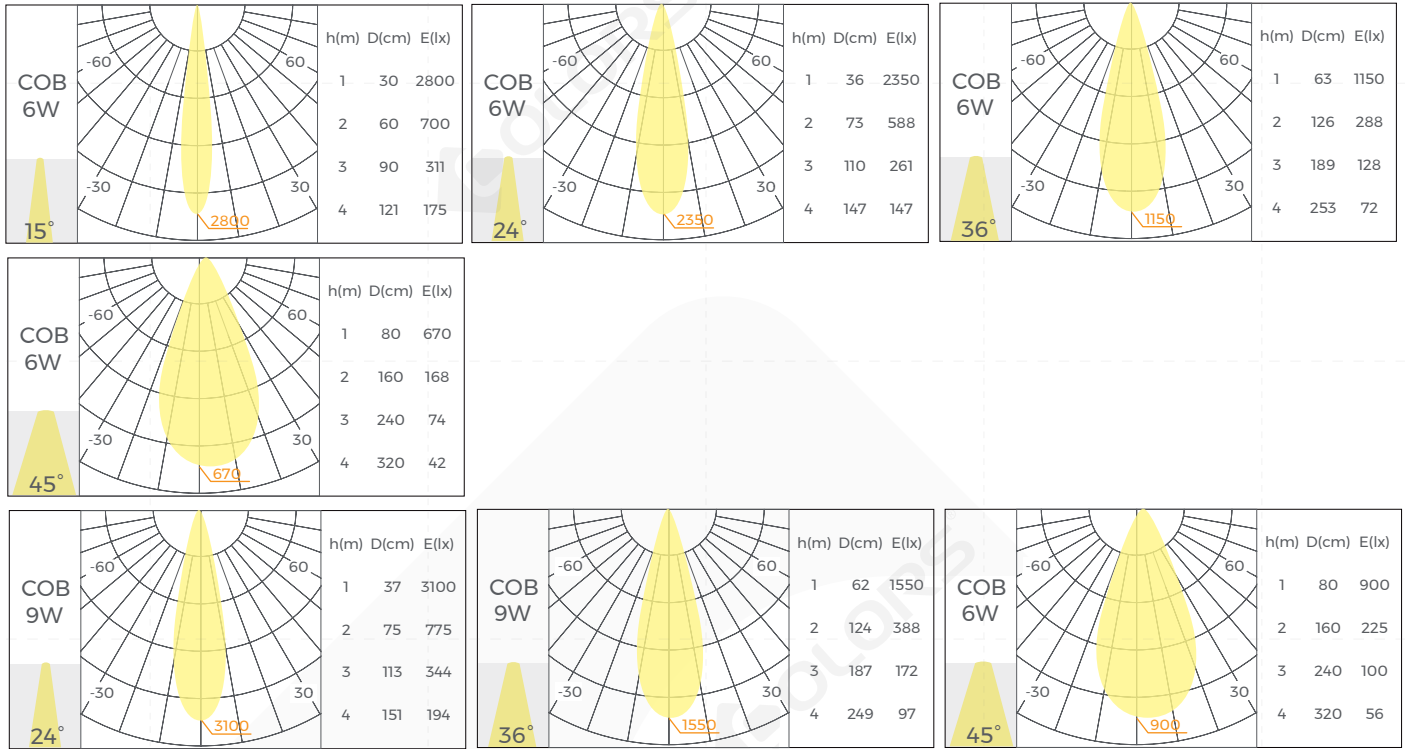 COB
6W
15°
-60
60
-30
30
2800
h(m) D(cm) E(lx)
1 30 2800
2 60 700
3 90 311
4 121 175
COB
6W
24°
-60
60
-30
30
2350
h(m) D(cm) E(lx)
1 36 2350
2 73 588
3 110 261
4 147 147
COB
6W
36°
-60
60
-30
30
1150
h(m) D(cm) E(lx)
1 63 1150
2 126 288
3 189 128
4 253 72
COB
6W
45°
-60
60
-30
30
670
h(m) D(cm) E(lx)
1 80 670
2 160 168
3 240 74
4 320 42
COB
9W
24°
-60
60
-30
30
3100
h(m) D(cm) E(lx)
1 37 3100
2 75 775
3 113 344
4 151 194
COB
9W
36°
-60
60
-30
30
1550
h(m) D(cm) E(lx)
1 62 1550
2 124 388
3 187 172
4 249 97
COB
6W
45°
-60
60
-30
30
900
h(m) D(cm) E(lx)
1 80 900
2 160 225
3 240 100
4 320 56